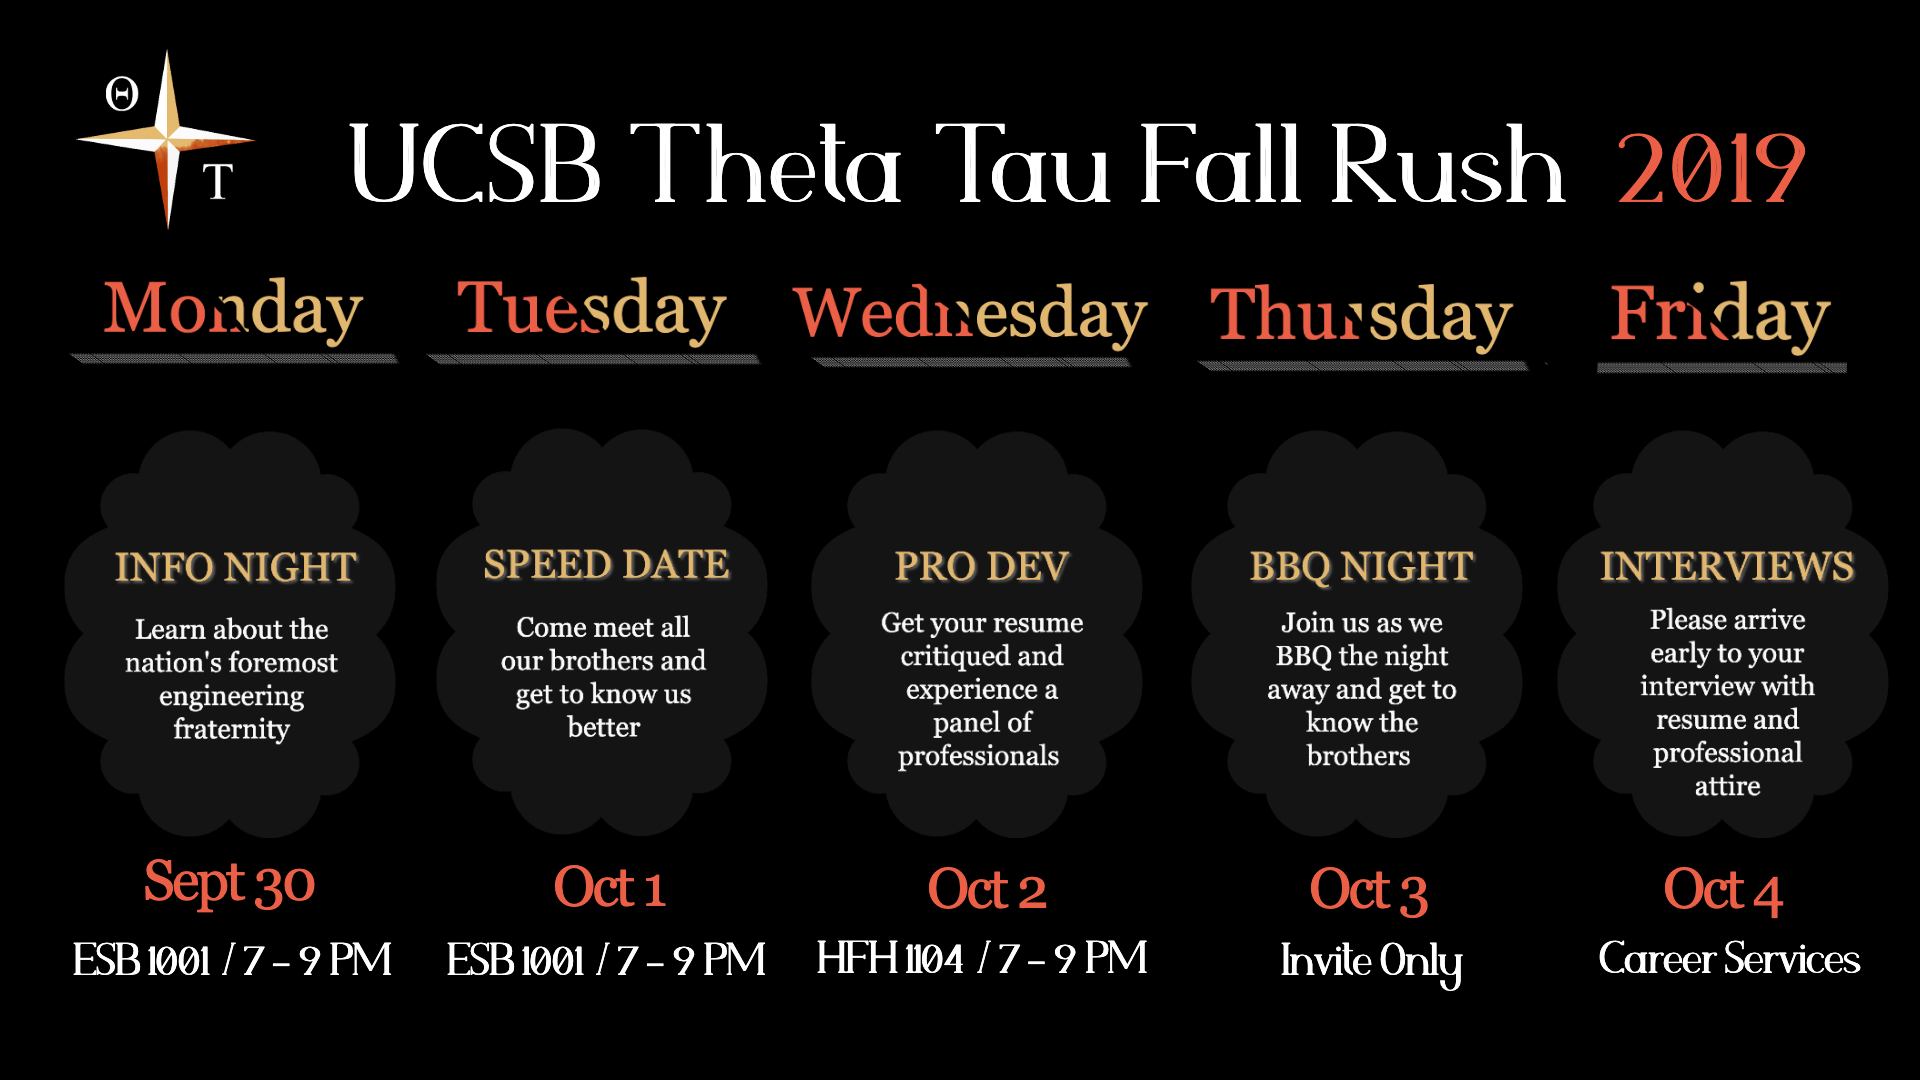 Θ
T
UCSB Theta Tau Fall Rush 2019
Monday
Tuesday
Wednesday
Thursday
Friday
INFO NIGHT
Learn about the
nation's foremost
engineering
fraternity
Sept 30
ESB 1001 / 7 – 9 PM
SPEED DATE
Come meet all
our brothers and
get to know us
better
Oct 1
ESB 1001 / 7 – 9 PM
PRO DEV
Get your resume
critiqued and
experience a
panel of
professionals
Oct 2
HFH 1104 / 7 – 9 PM
BBQ NIGHT
Join us as we
BBQ the night
away and get to
know the
brothers
Oct 3
Invite Only
INTERVIEWS
Please arrive
early to your
interview with
resume and
professional
attire
Oct 4
Career Services